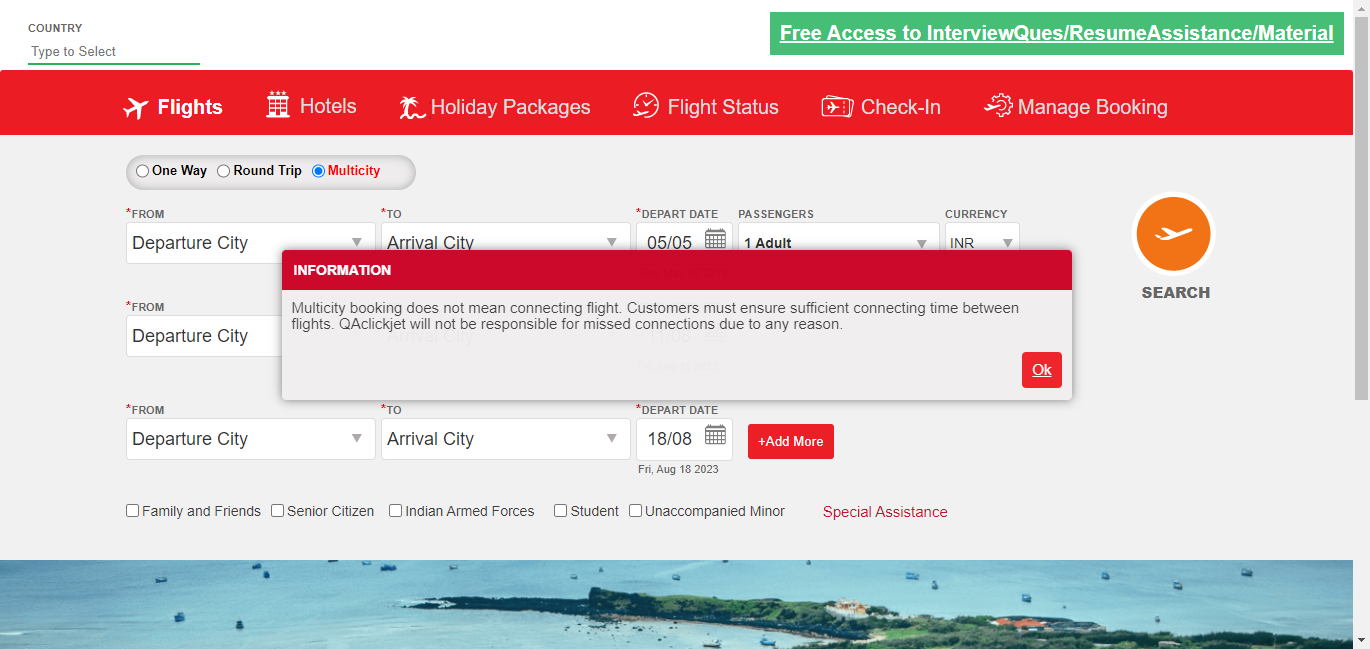 COUNTRY
Type to Select
Free Access to InterviewQues/ResumeAssistance/Material
Flights
Hotels
Holiday Packages
Flight Status
Check-In
Manage Booking
One Way
Round Trip
Multicity
*FROM
*TO
*DEPART DATE
PASSENGERS
CURRENCY
Departure City
Arrival City
05/05
1 Adult
INR
SEARCH
INFORMATION
Multicity booking does not mean connecting flight. Customers must ensure sufficient connecting time between
flights. QAclickjet will not be responsible for missed connections due to any reason.
Ok
*FROM
Departure City
Arrival City
*FROM
*TO
*DEPART DATE
Departure City
Arrival City
18/08
+Add More
Fri, Aug 18 2023
Family and Friends
Senior Citizen
Indian Armed Forces
Student
Unaccompanied Minor
Special Assistance